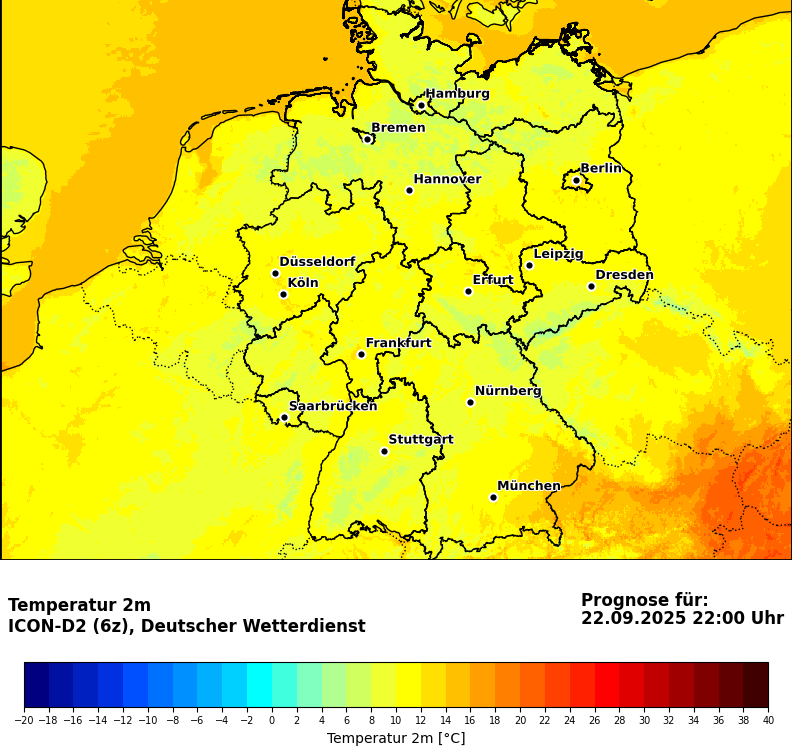 Hamburg
Bremen
Berlin
Hannover
Leipzig
Düsseldorf
Dresden
Erfurt
Köln
Frankfurt
Nürnberg
Saarbrücken
Stuttgart
München
Temperatur 2m
ICON-D2 (6z), Deutscher Wetterdienst
Prognose für:
22.09.2025 22:00 Uhr
−20 −18 −16 −14 −12 −10 −8 −6 −4 −2 0 2 4 6 8 10 12 14 16 18 20 22 24 26 28 30 32 34 36 38 40
Temperatur 2m [°C]